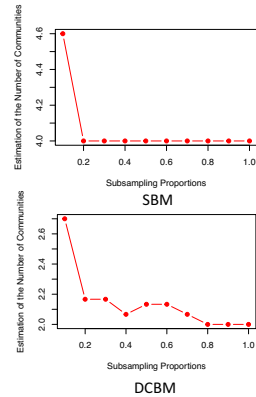 Estimation of the Number of Communities
4.6
4.4
4.2
4.0
0.2 0.4 0.6 0.8 1.0
Subsampling Proportions
SBM
Estimation of the Number of Communities
2.6
2.4
2.2
2.0
0.2 0.4 0.6 0.8 1.0
Subsampling Proportions
DCBM